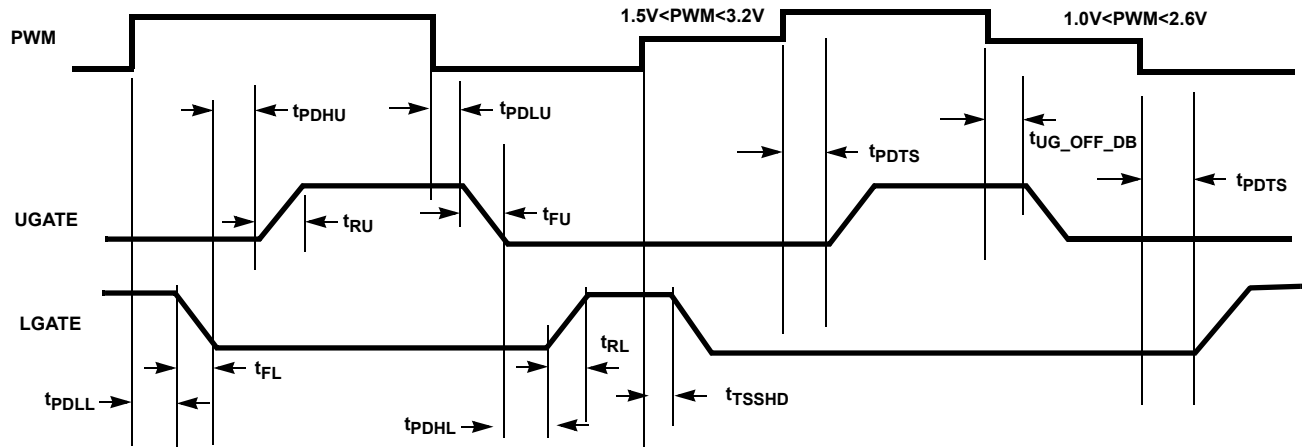 1.5V<PWM<3.2V
1.0V<PWM<2.6V
PWM
tPDHU
tPDLU
tUG_OFF_DB
tPDTS
tPDTS
UGATE
tRU
tFU
LGATE
tRL
tFL
tTSSHD
tPDLL
tPDHL